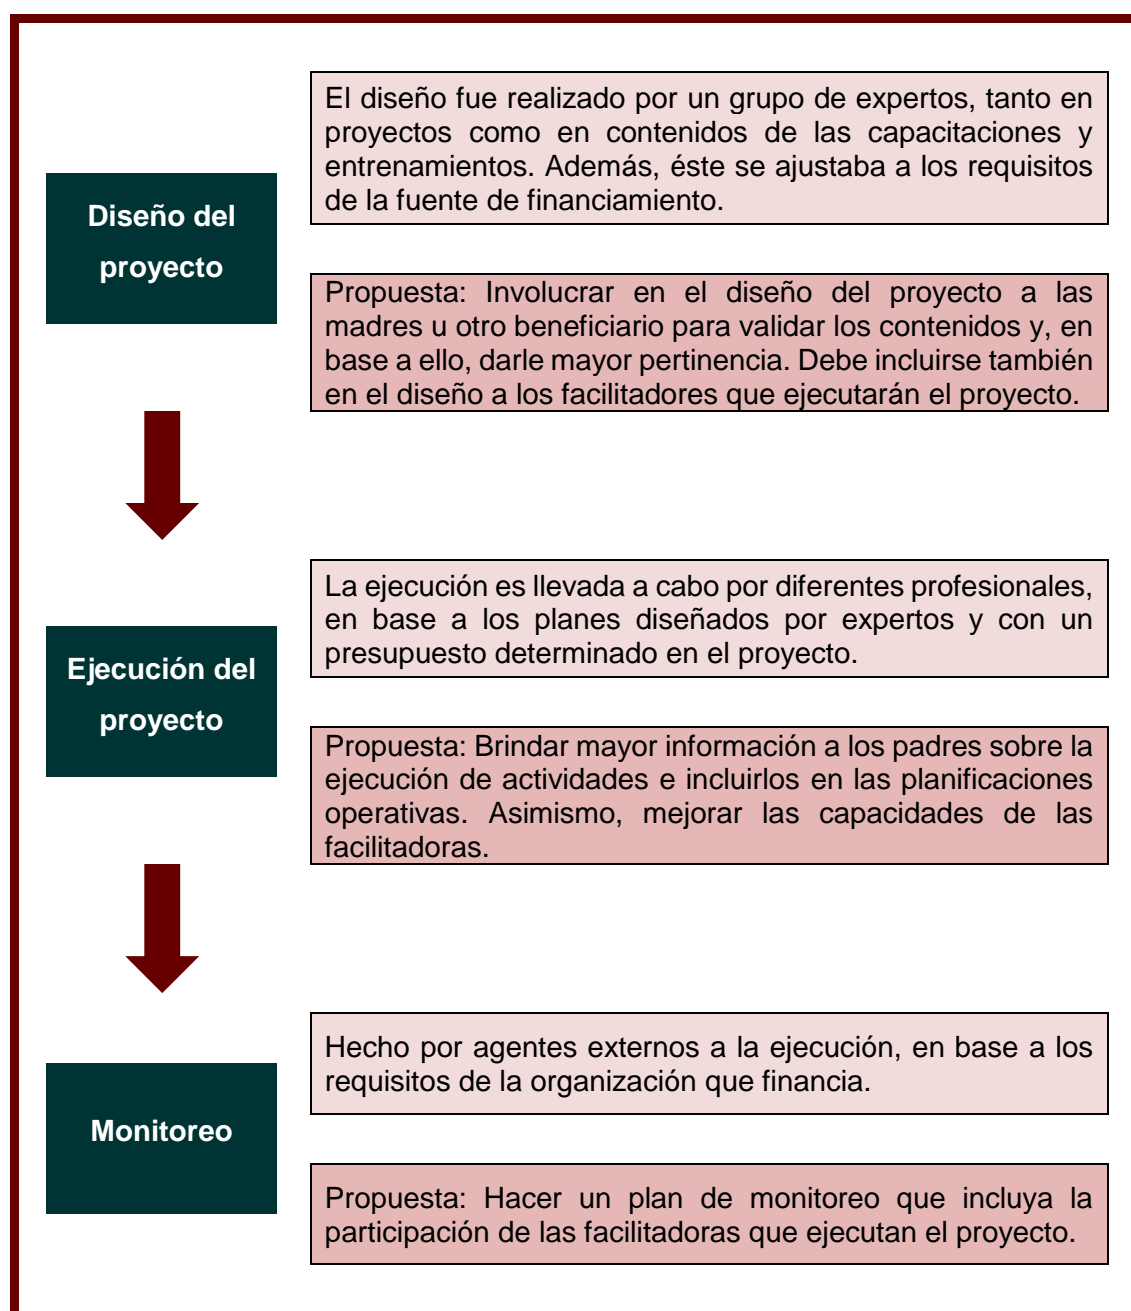 El diseño fue realizado por un grupo de expertos, tanto en
proyectos como en contenidos de las capacitaciones y
entrenamientos. Además, éste se ajustaba a los requisitos
de la fuente de financiamiento.
Diseño del
proyecto
Propuesta: Involucrar en el diseño del proyecto a las
madres u otro beneficiario para validar los contenidos y, en
base a ello, darle mayor pertinencia. Debe incluirse también
en el diseño a los facilitadores que ejecutarán el proyecto.
La ejecución es llevada a cabo por diferentes profesionales,
en base a los planes diseñados por expertos y con un
presupuesto determinado en el proyecto.
Ejecución del
proyecto
Propuesta: Brindar mayor información a los padres sobre la
ejecución de actividades e incluirlos en las planificaciones
operativas. Asimismo, mejorar las capacidades de las
facilitadoras.
Hecho por agentes externos a la ejecución, en base a los
requisitos de la organización que financia.
Monitoreo
Propuesta: Hacer un plan de monitoreo que incluya la
participación de las facilitadoras que ejecutan el proyecto.